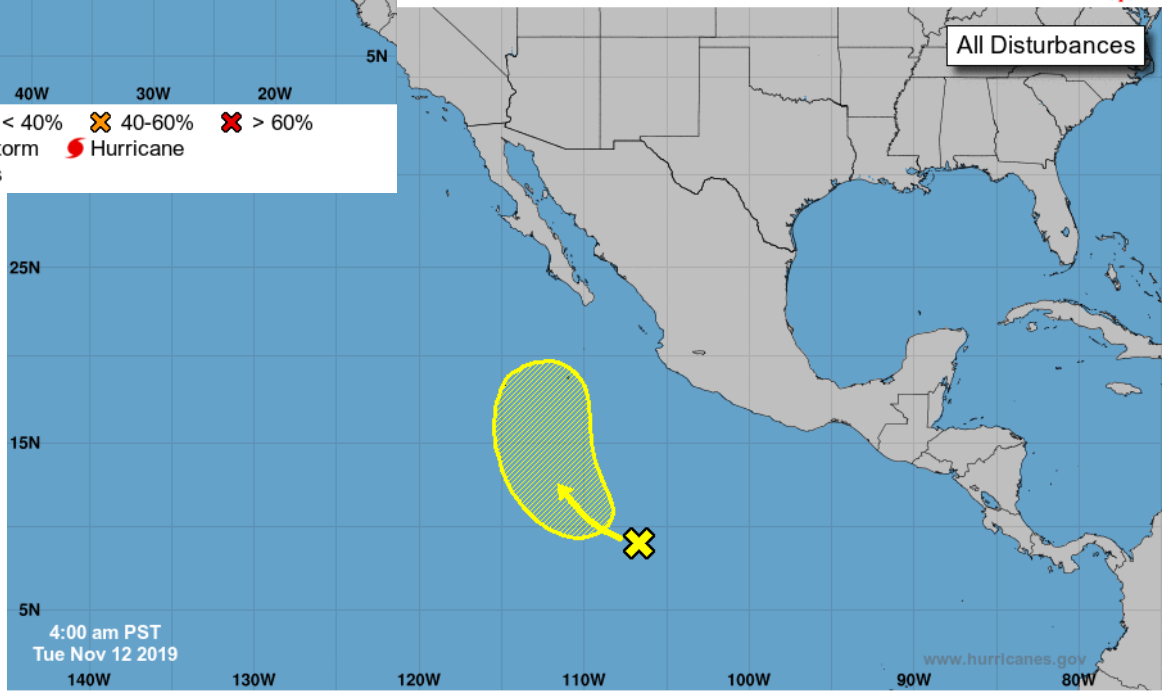 5N
All Disturbances
40W
30W
20W
< 40%
40-60%
> 60%
orm
Hurricane
25N
15N
5N
4:00 am PST
Tue Nov 12 2019
www.hurricanes.gov
140W
130W
120W
110W
100W
90W
80W